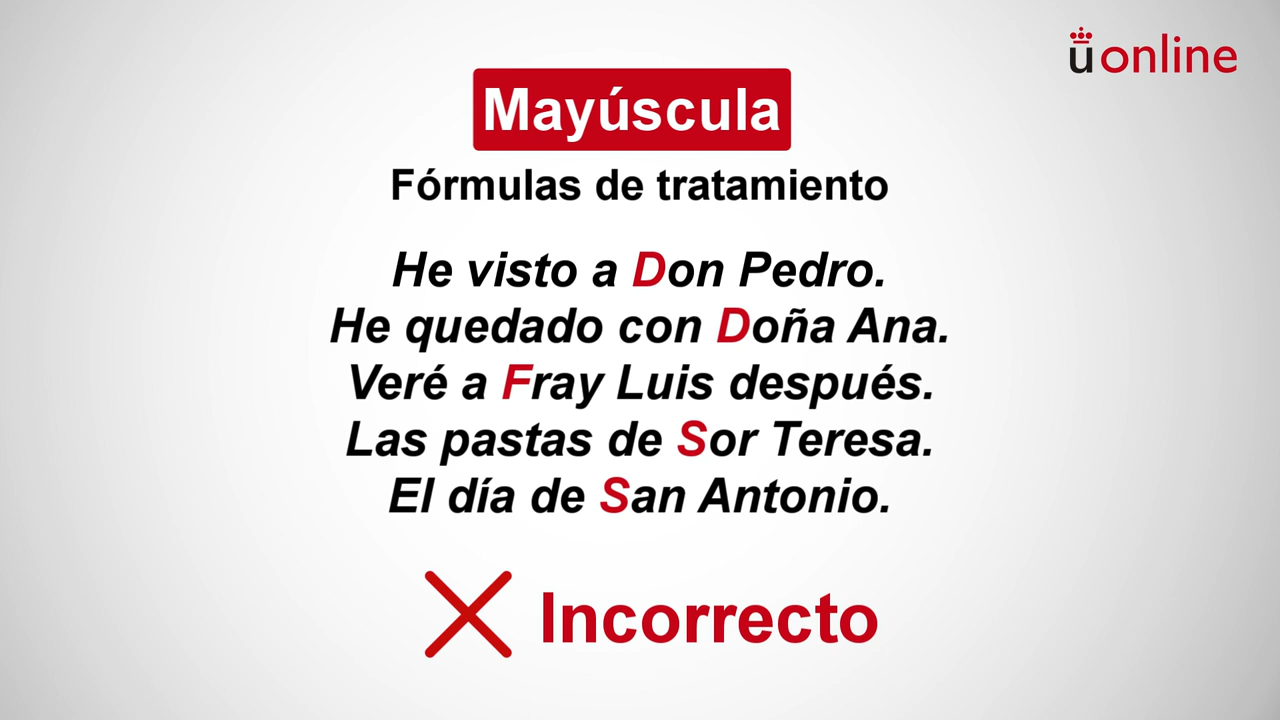 ūonline
Mayúscula
Fórmulas de tratamiento
He visto a Don Pedro.
He quedado con Doña Ana.
Veré a Fray Luis después.
Las pastas de Sor Teresa.
El día de San Antonio.
Incorrecto